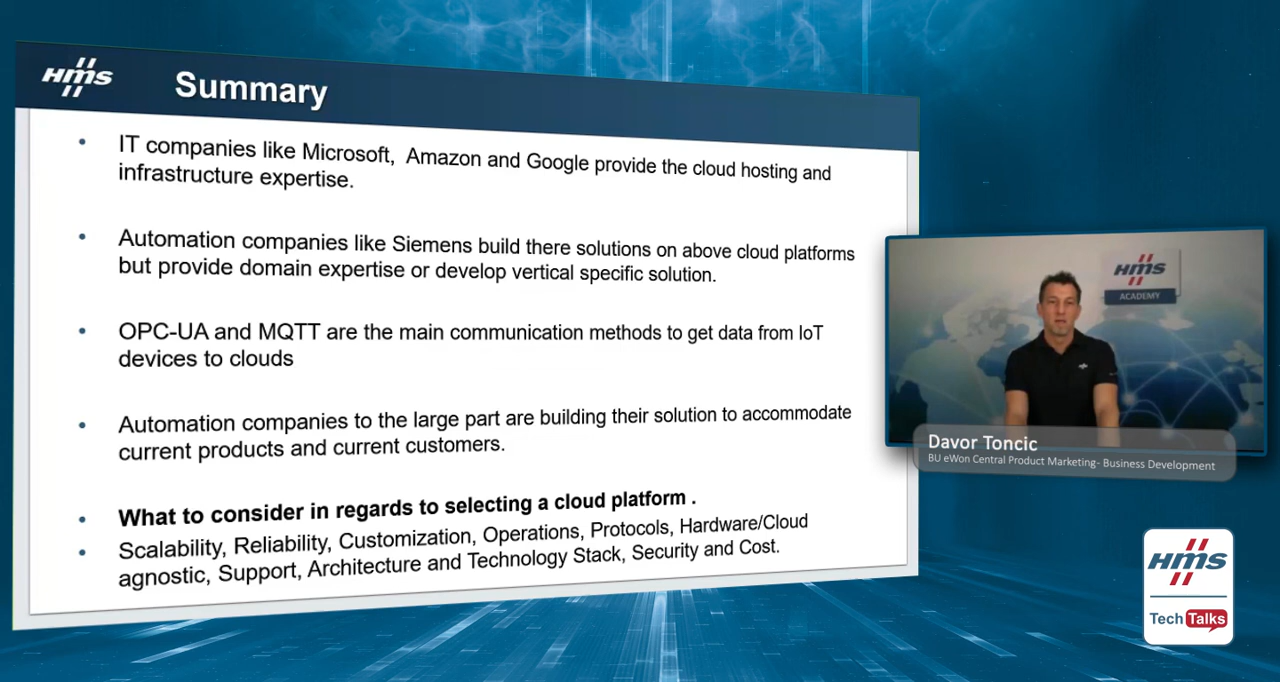 HMS
Summary
IT companies like Microsoft, Amazon and Google provide the cloud hosting and
infrastructure expertise.
Automation companies like Siemens build there solutions on above cloud platforms
but provide domain expertise or develop vertical specific solution.
OPC-UA and MQTT are the main communication methods to get data from IoT
devices to clouds
Automation companies to the large part are building their solution to accommodate
current products and current customers.
What to consider in regards to selecting a cloud platform .
Scalability, Reliability, Customization, Operations, Protocols, Hardware/Cloud
agnostic, Support, Architecture and Technology Stack, Security and Cost.
HMS
ACADEMY
Davor Toncic
BU eWon Central Product Marketing- Business Development
HMS
Tech Talks